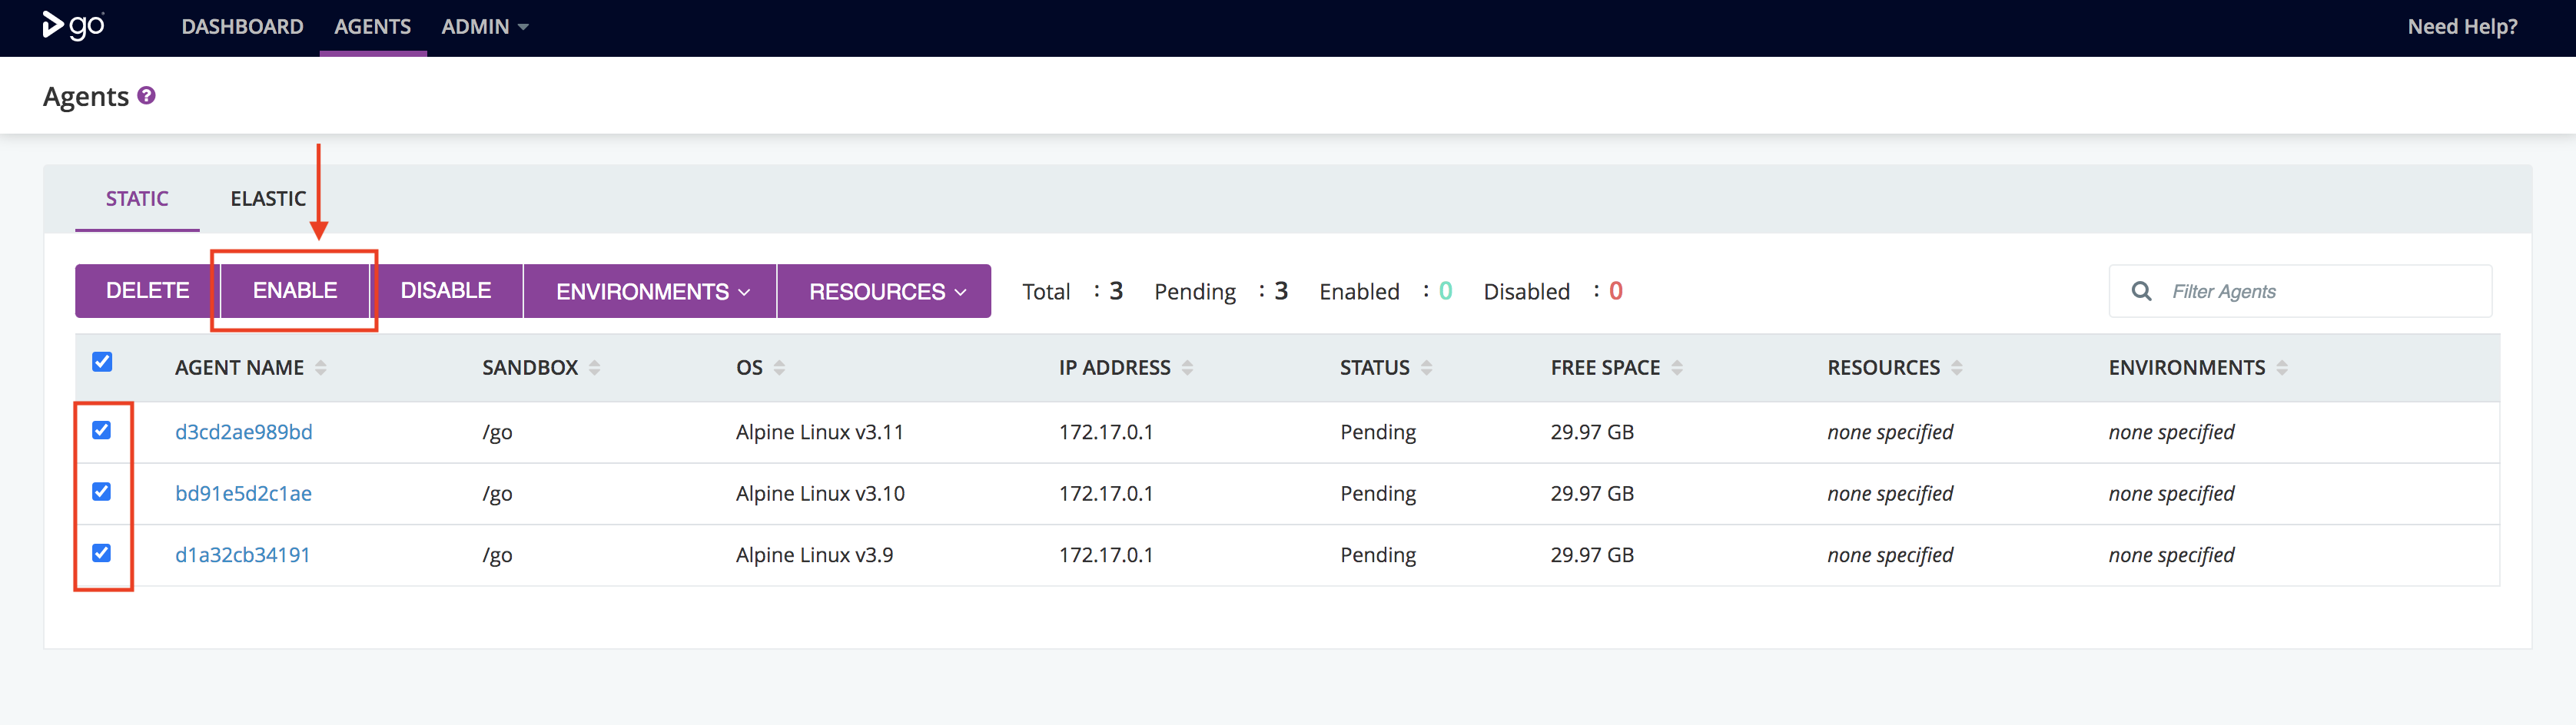 go DASHBOARD AGENTS ADMIN Need Help?
Agents ?
STATIC ELASTIC
DELETE ENABLE DISABLE ENVIRONMENTS RESOURCES Total : 3 Pending : 3 Enabled : 0 Disabled : 0 Filter Agents
AGENT NAME SANDBOX OS IP ADDRESS STATUS FREE SPACE RESOURCES ENVIRONMENTS
d3cd2ae989bd /go Alpine Linux v3.11 172.17.0.1 Pending 29.97 GB none specified none specified
bd91e5d2c1ae /go Alpine Linux v3.10 172.17.0.1 Pending 29.97 GB none specified none specified
d1a32cb34191 /go Alpine Linux v3.9 172.17.0.1 Pending 29.97 GB none specified none specified